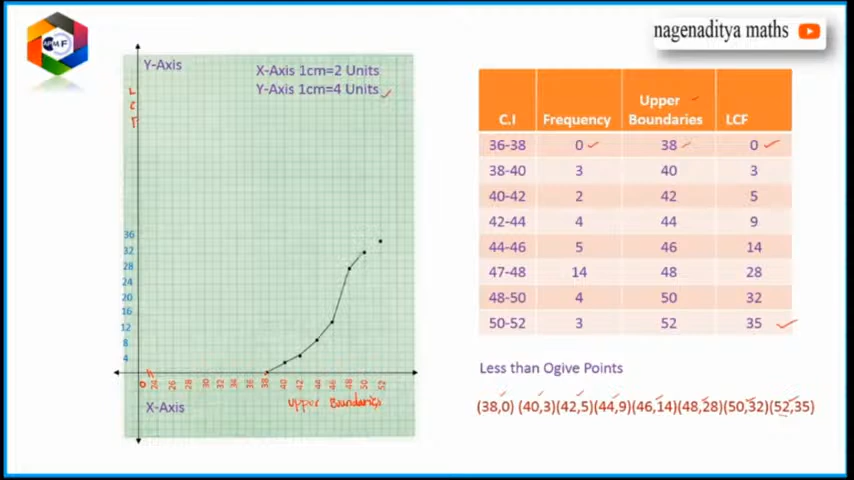 APMF
nagenaditya maths
Y-Axis
X-Axis 1cm=2 Units
Y-Axis 1cm=4 Units
L
C
F
36
32
28
24
20
16
12
8
4
0 24 26 28 30 32 34 36 38 40 42 44 46 48 50 52
Upper Boundaries
X-Axis
C.I Frequency Upper Boundaries LCF
36-38 0 38 0
38-40 3 40 3
40-42 2 42 5
42-44 4 44 9
44-46 5 46 14
47-48 14 48 28
48-50 4 50 32
50-52 3 52 35
Less than Ogive Points
(38,0) (40,3)(42,5)(44,9)(46,14)(48,28)(50,32)(52,35)